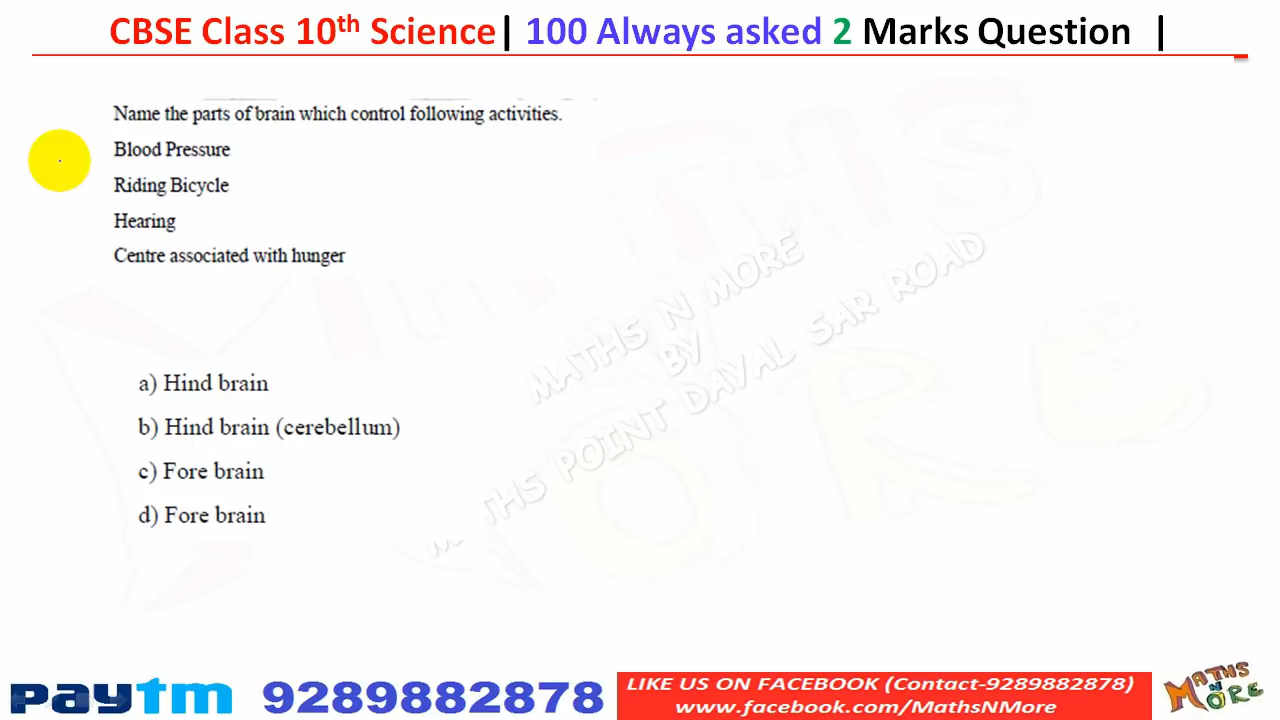 CBSE Class 10th Science| 100 Always asked 2 Marks Question |
Name the parts of brain which control following activities.
Blood Pressure
Riding Bicycle
Hearing
Centre associated with hunger
MATHS N MORE
BY
MATHS POINT DAYAL SAR ROAD
a) Hind brain
b) Hind brain (cerebellum)
c) Fore brain
d) Fore brain
paytm 9289882878
LIKE US ON FACEBOOK (Contact-9289882878)
www.facebook.com/MathsNMore
MATHS
N
MORE